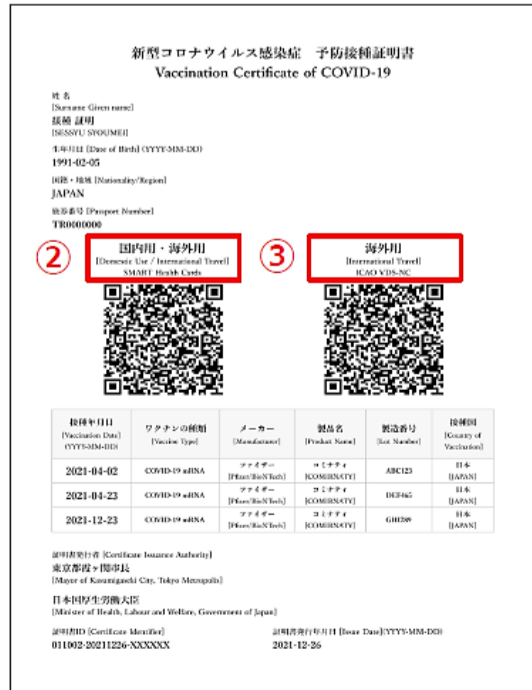 新型コロナウイルス感染症　予防接種証明書
Vaccination Certificate of COVID-19
姓 名
[Surname Given name]
接種 証明
[SESSYU SYOUMEI]
生年月日 [Date of Birth] (YYYY-MM-DD)
1991-02-05
国籍・地域 [Nationality/Region]
JAPAN
旅券番号 [Passport Number]
TR0000000
② 国内用・海外用
[Domestic Use / International Travel]
SMART Health Cards
③ 海外用
[International Travel]
ICAO VDS-NC
接種年月日 ワクチンの種類 メーカー 製品名 製造番号 接種国
[Vaccination Date] [Vaccine Type] [Manufacturer] [Product Name] [Lot Number] [Country of
(YYYY-MM-DD) Vaccination]
2021-04-02 COVID-19 mRNA ファイザー コミナティ ABC123 日本
[Pfizer/BioNTech] [COMIRNATY] [JAPAN]
2021-04-23 COVID-19 mRNA ファイザー コミナティ DEF465 日本
[Pfizer/BioNTech] [COMIRNATY] [JAPAN]
2021-12-23 COVID-19 mRNA ファイザー コミナティ GHI789 日本
[Pfizer/BioNTech] [COMIRNATY] [JAPAN]
証明書発行者 [Certificate Issuance Authority]
東京都霞ヶ関市長
[Mayor of Kasumigaseki City, Tokyo Metropolis]
日本国厚生労働大臣
[Minister of Health, Labour and Welfare, Government of Japan]
証明書ID [Certificate Identifier] 証明書発行年月日 [Issue Date](YYYY-MM-DD)
011002-20211226-XXXXXX 2021-12-26